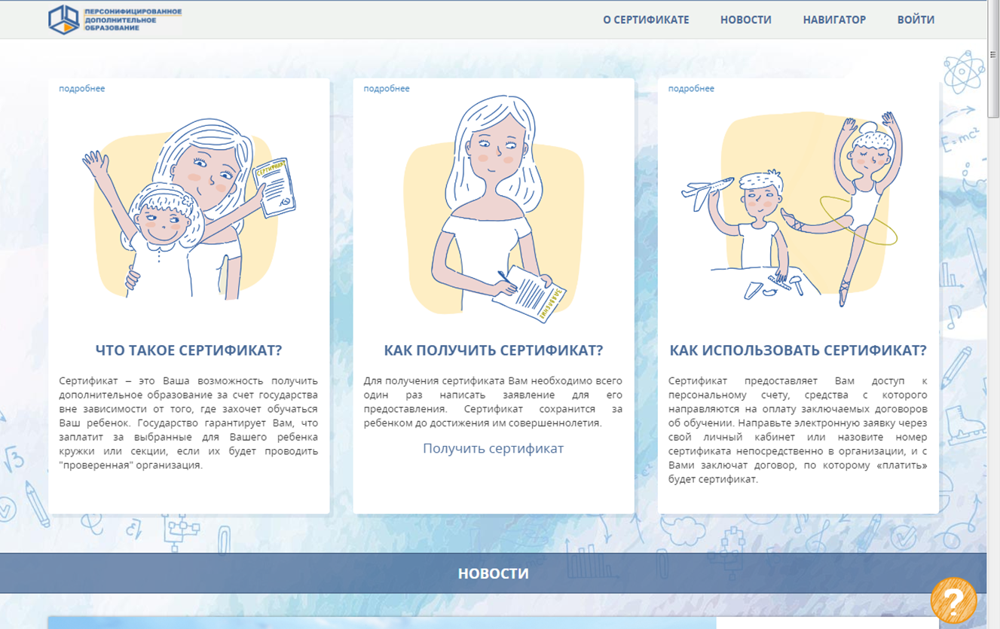 ПЕРСОНИФИЦИРОВАННОЕ
ДОПОЛНИТЕЛЬНОЕ
ОБРАЗОВАНИЕ
О СЕРТИФИКАТЕ НОВОСТИ НАВИГАТОР ВОЙТИ
подробнее
СЕРТИФИКАТ
ЧТО ТАКОЕ СЕРТИФИКАТ?
Сертификат – это Ваша возможность получить
дополнительное образование за счет государства
вне зависимости от того, где захочет обучаться
Ваш ребенок. Государство гарантирует Вам, что
заплатит за выбранные для Вашего ребенка
кружки или секции, если их будет проводить
"проверенная" организация.
подробнее
ЗАЯВЛЕНИЕ
КАК ПОЛУЧИТЬ СЕРТИФИКАТ?
Для получения сертификата Вам необходимо всего
один раз написать заявление для его
предоставления. Сертификат сохранится за
ребенком до достижения им совершеннолетия.
Получить сертификат
подробнее
КАК ИСПОЛЬЗОВАТЬ СЕРТИФИКАТ?
Сертификат предоставляет Вам доступ к
персональному счету, средства с которого
направляются на оплату заключаемых договоров
об обучении. Направьте электронную заявку через
свой личный кабинет или назовите номер
сертификата непосредственно в организации, и с
Вами заключат договор, по которому «платить»
будет сертификат.
E=mc²
√3
mc²
НОВОСТИ
?